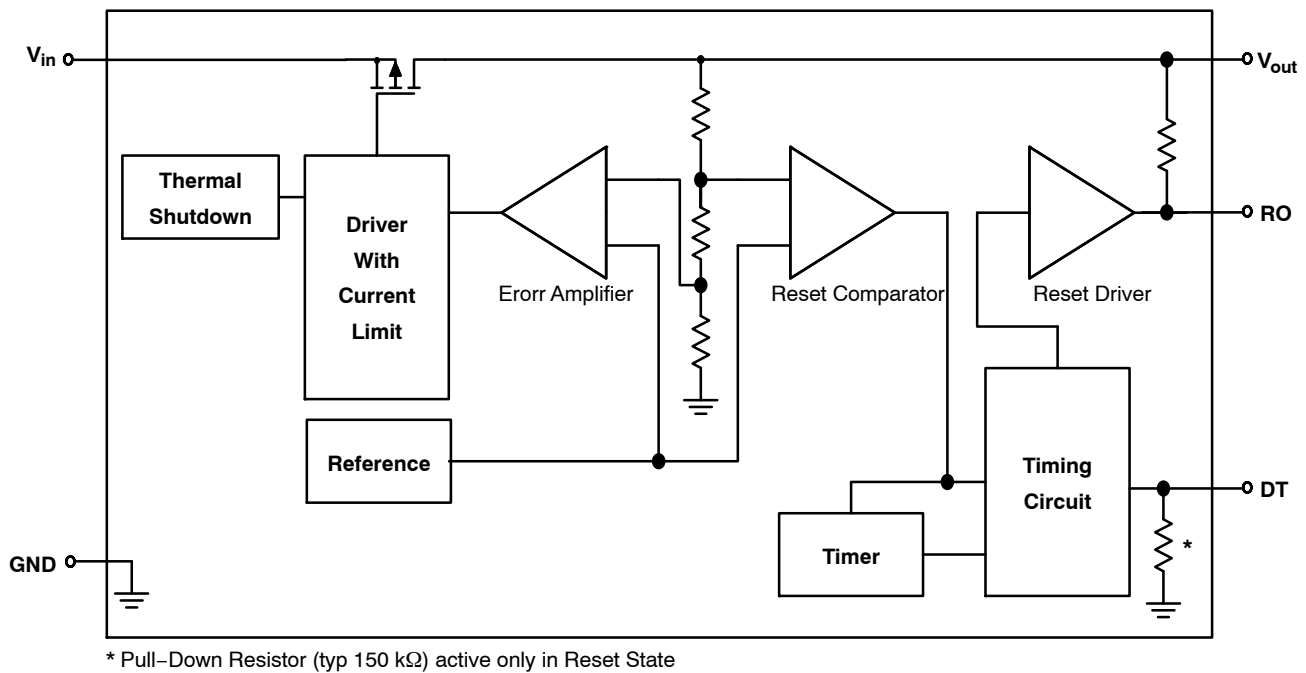 Vin
Vout
Thermal
Shutdown
Driver
With
Current
Limit
Erorr Amplifier
Reset Comparator
Reset Driver
RO
Reference
Timing
Circuit
DT
Timer
*
GND
* Pull−Down Resistor (typ 150 kΩ) active only in Reset State